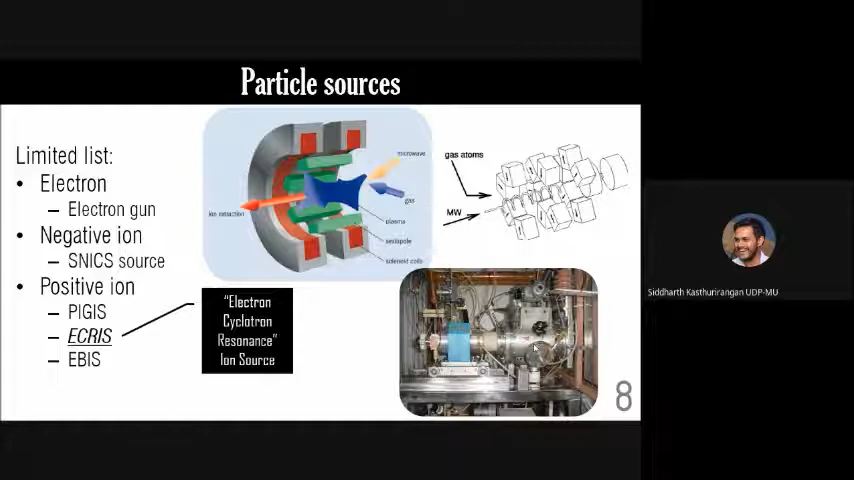 Particle sources
Limited list:
• Electron
– Electron gun
• Negative ion
– SNICS source
• Positive ion
– PIGIS
– ECRIS
– EBIS
"Electron
Cyclotron
Resonance"
Ion Source
microwave
gas
ion extraction
plasma
sextapole
solenoid coils
gas atoms
MW
8
Siddharth Kasthurirangan UDP-MU